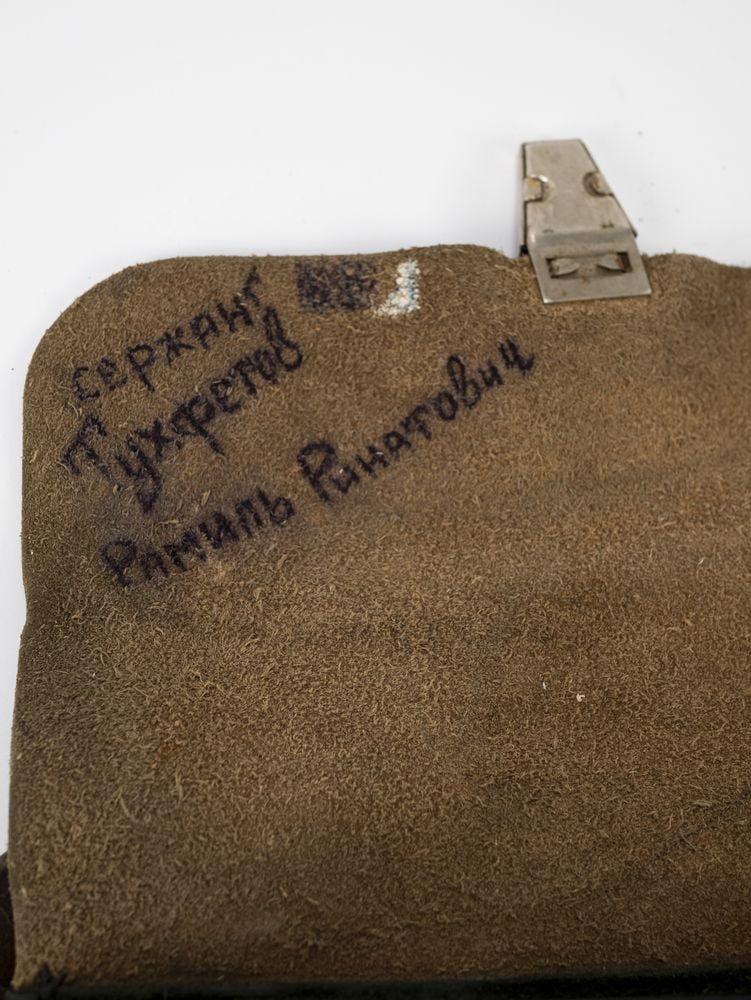 сержант
Тухфетов
Рамиль Ринатович